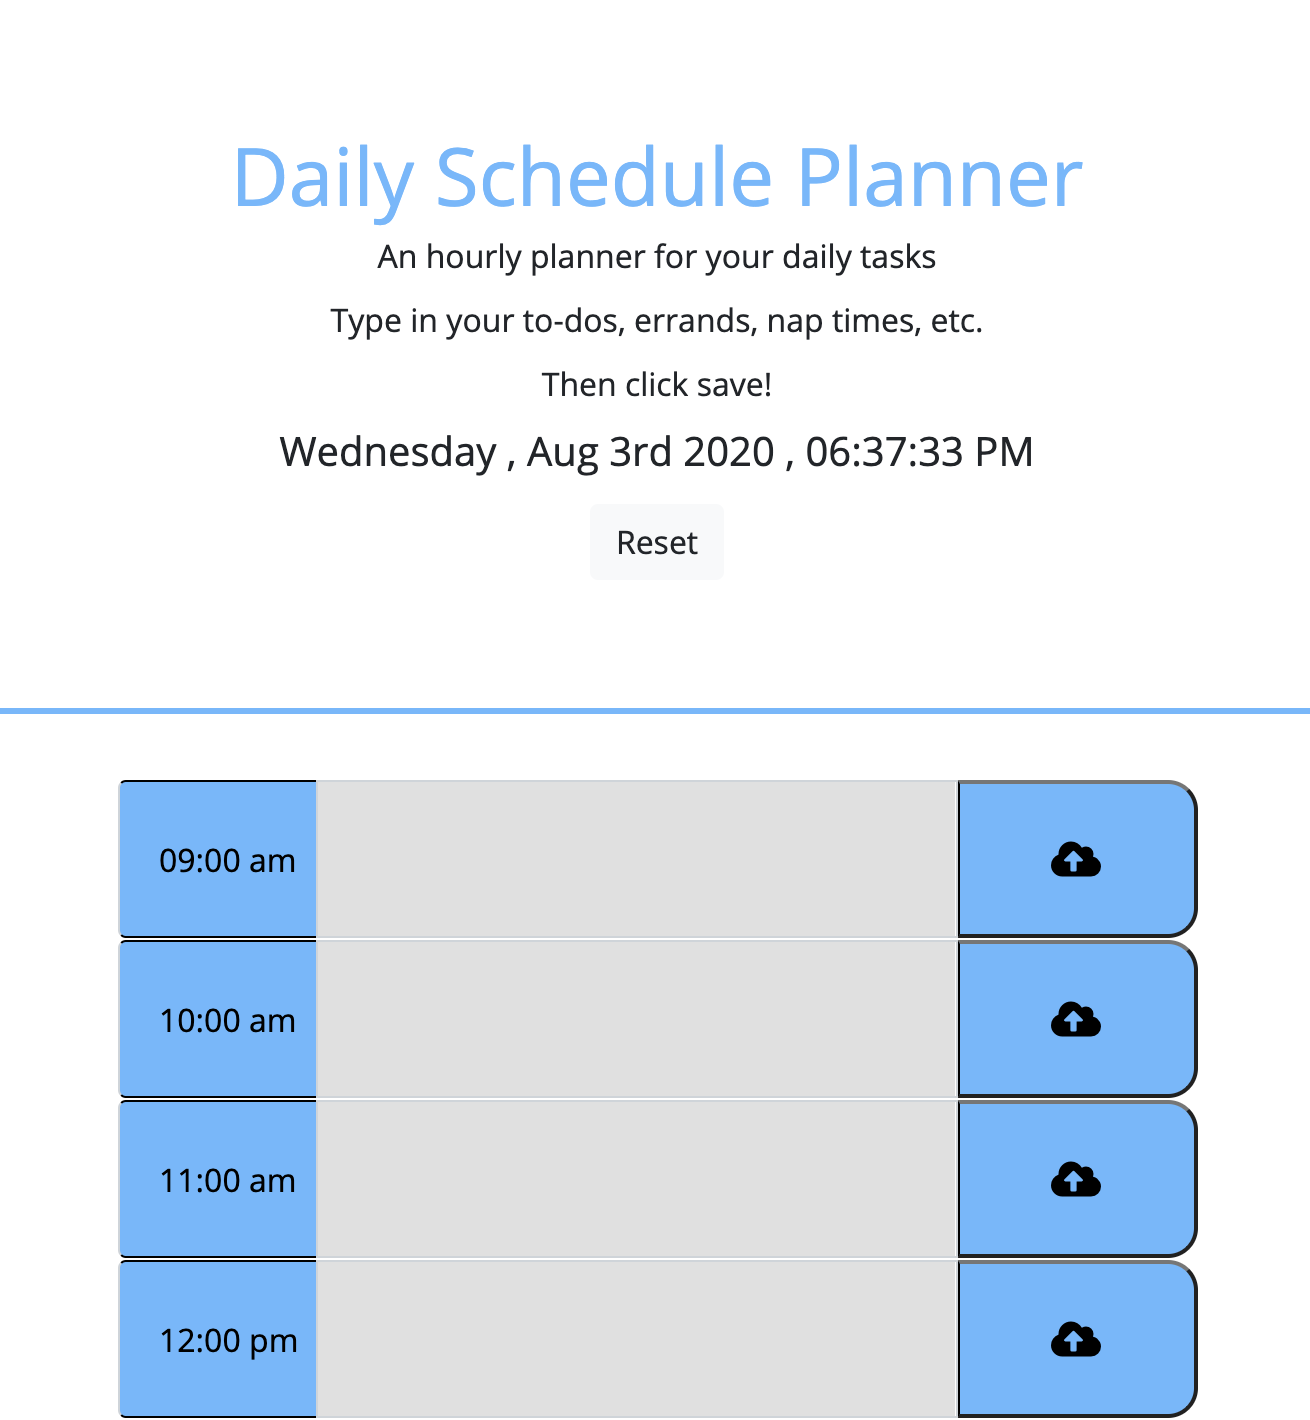 Daily Schedule Planner
An hourly planner for your daily tasks
Type in your to-dos, errands, nap times, etc.
Then click save!
Wednesday , Aug 3rd 2020 , 06:37:33 PM
Reset
09:00 am
10:00 am
11:00 am
12:00 pm